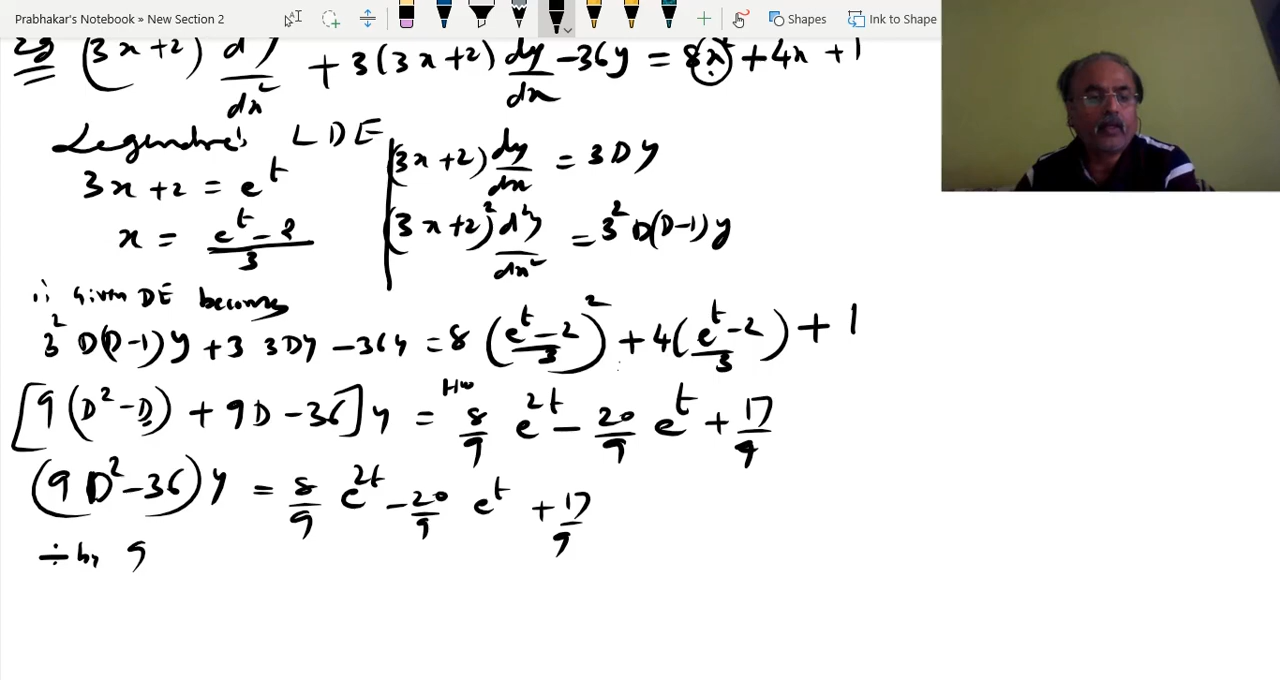 Prabhakar's Notebook » New Section 2
Shapes
Ink to Shape
29 (3x+2) d²y/dx² + 3(3x+2) dy/dx - 36y = 8x² + 4x + 1
Legendre's LDE
3x+2 = e^t
x = (e^t - 2)/3
(3x+2) dy/dx = 3Dy
(3x+2)² d²y/dx² = 3² D(D-1)y
∴ Given DE becomes
3² D(D-1)y + 3 3Dy - 36y = 8((e^t - 2)/3)² + 4((e^t - 2)/3) + 1
[9(D² - D) + 9D - 36]y = 8/9 e^2t - 20/9 e^t + 17/9
HW
(9D² - 36)y = 8/9 e^2t - 20/9 e^t + 17/9
÷ by 9